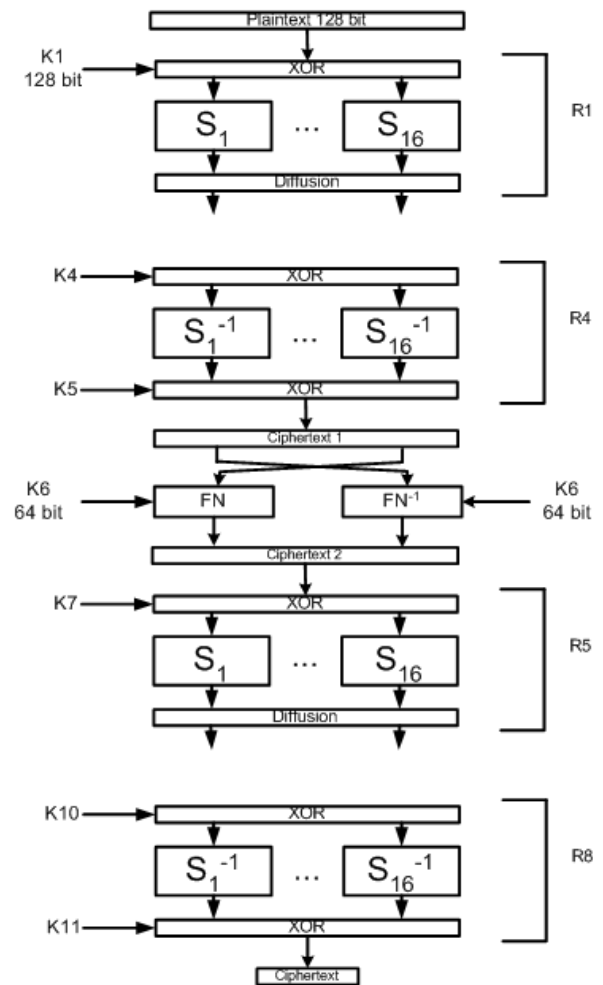 Plaintext 128 bit
K1
128 bit
XOR
R1
S₁ ... S₁₆
Diffusion
K4
XOR
R4
S₁⁻¹ ... S₁₆⁻¹
K5
XOR
Ciphertext 1
K6
64 bit
FN
FN⁻¹
K6
64 bit
Ciphertext 2
K7
XOR
R5
S₁ ... S₁₆
Diffusion
K10
XOR
R8
S₁⁻¹ ... S₁₆⁻¹
K11
XOR
Ciphertext